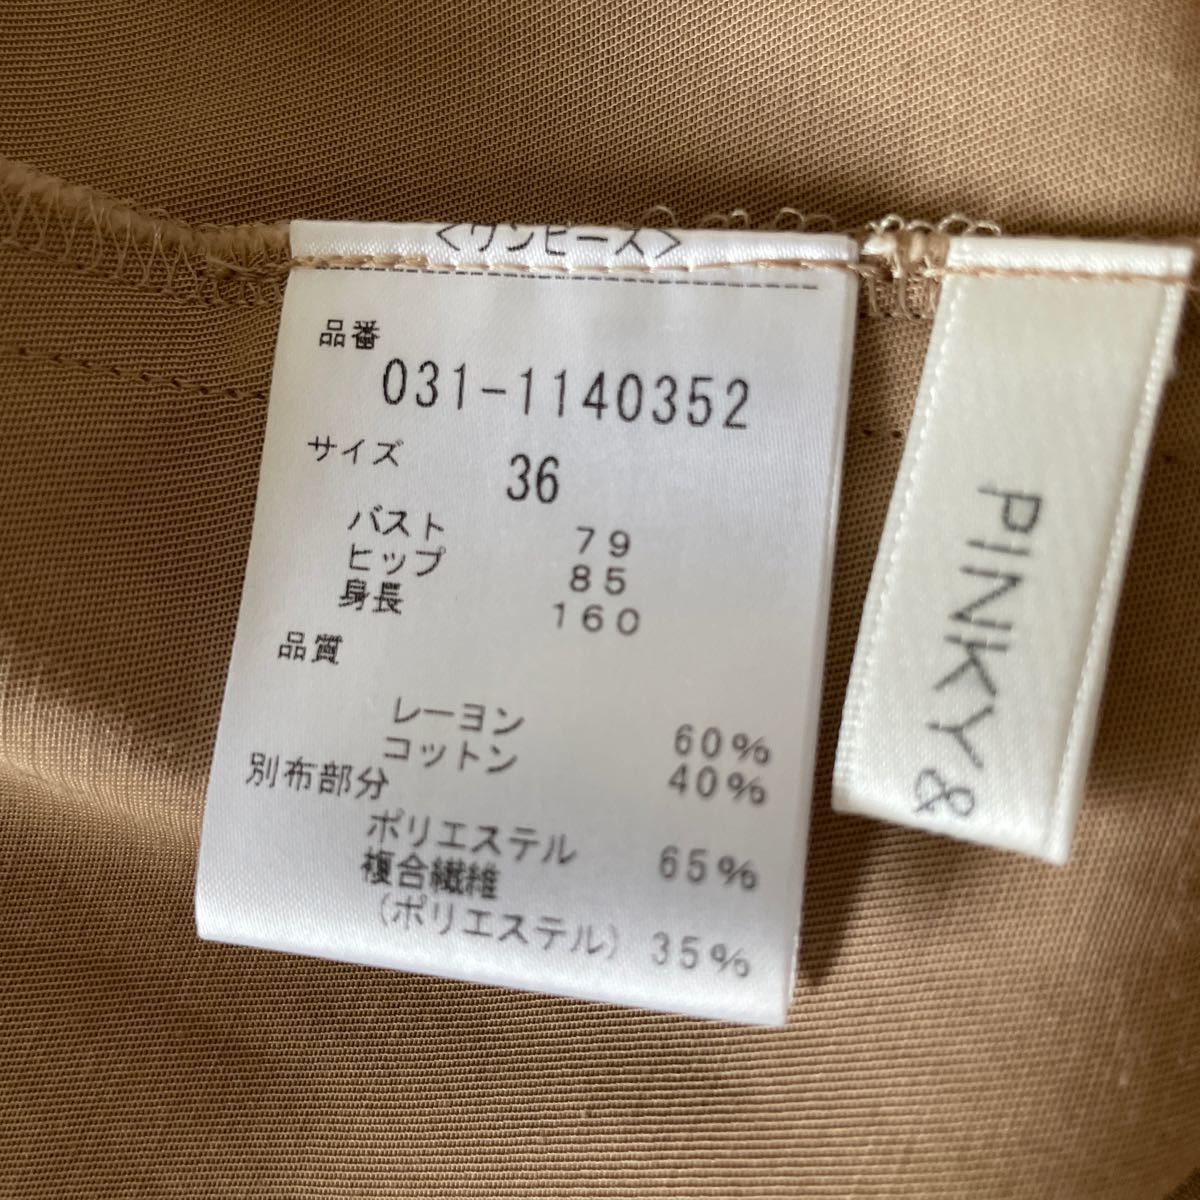 <ワンピース>
品番
031-1140352
サイズ 36
バスト 79
ヒップ 85
身長 160
品質
レーヨン 60%
コットン 40%
別布部分
ポリエステル 65%
複合繊維
(ポリエステル) 35%
PINKY&